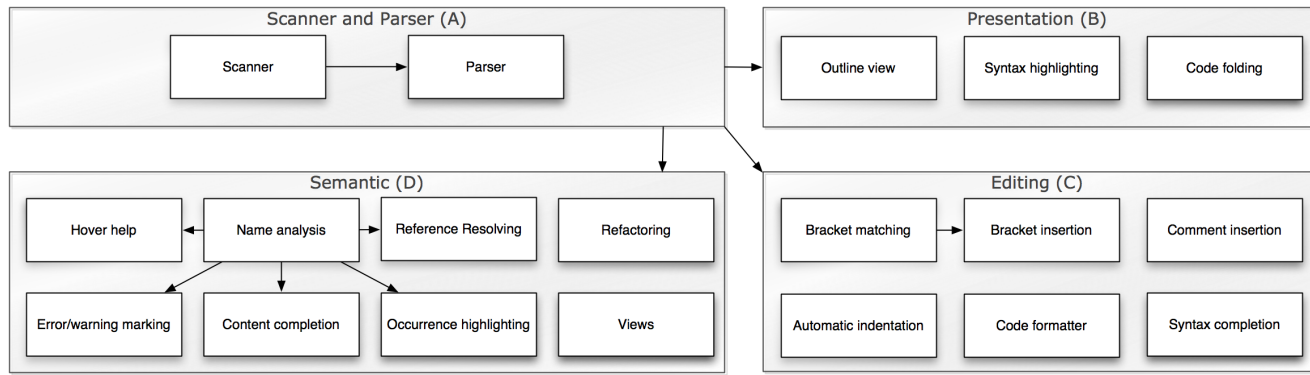 Scanner and Parser (A)
Scanner
Parser
Presentation (B)
Outline view
Syntax highlighting
Code folding
Semantic (D)
Hover help
Name analysis
Reference Resolving
Refactoring
Error/warning marking
Content completion
Occurrence highlighting
Views
Editing (C)
Bracket matching
Bracket insertion
Comment insertion
Automatic indentation
Code formatter
Syntax completion